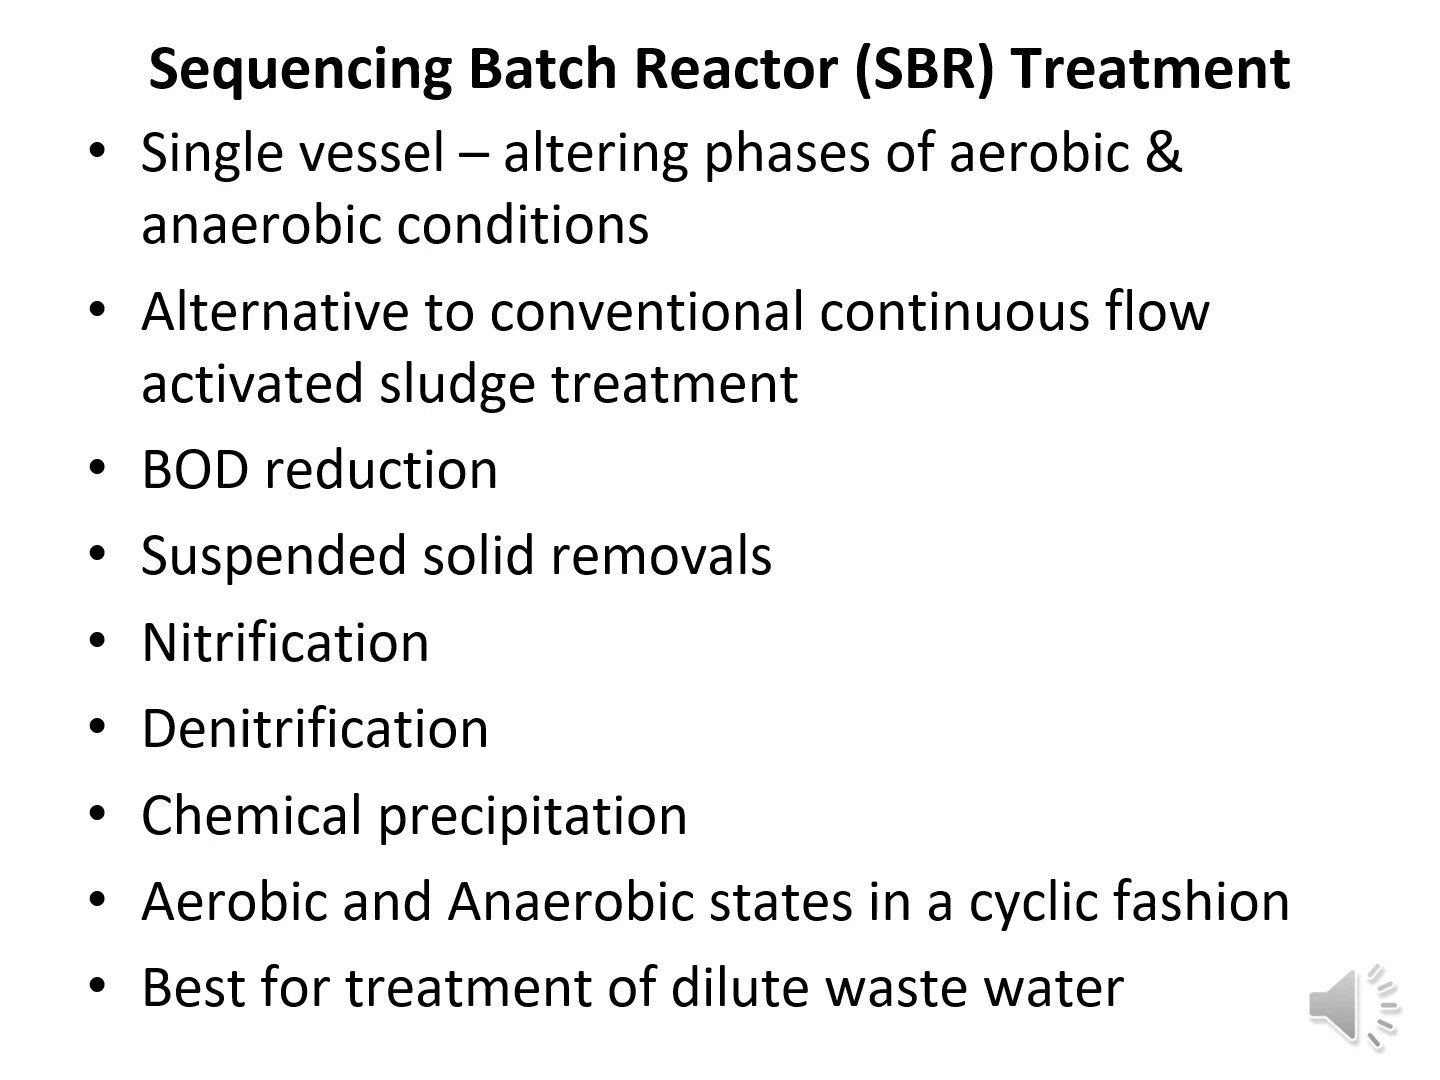 Sequencing Batch Reactor (SBR) Treatment
• Single vessel – altering phases of aerobic &
anaerobic conditions
• Alternative to conventional continuous flow
activated sludge treatment
• BOD reduction
• Suspended solid removals
• Nitrification
• Denitrification
• Chemical precipitation
• Aerobic and Anaerobic states in a cyclic fashion
• Best for treatment of dilute waste water